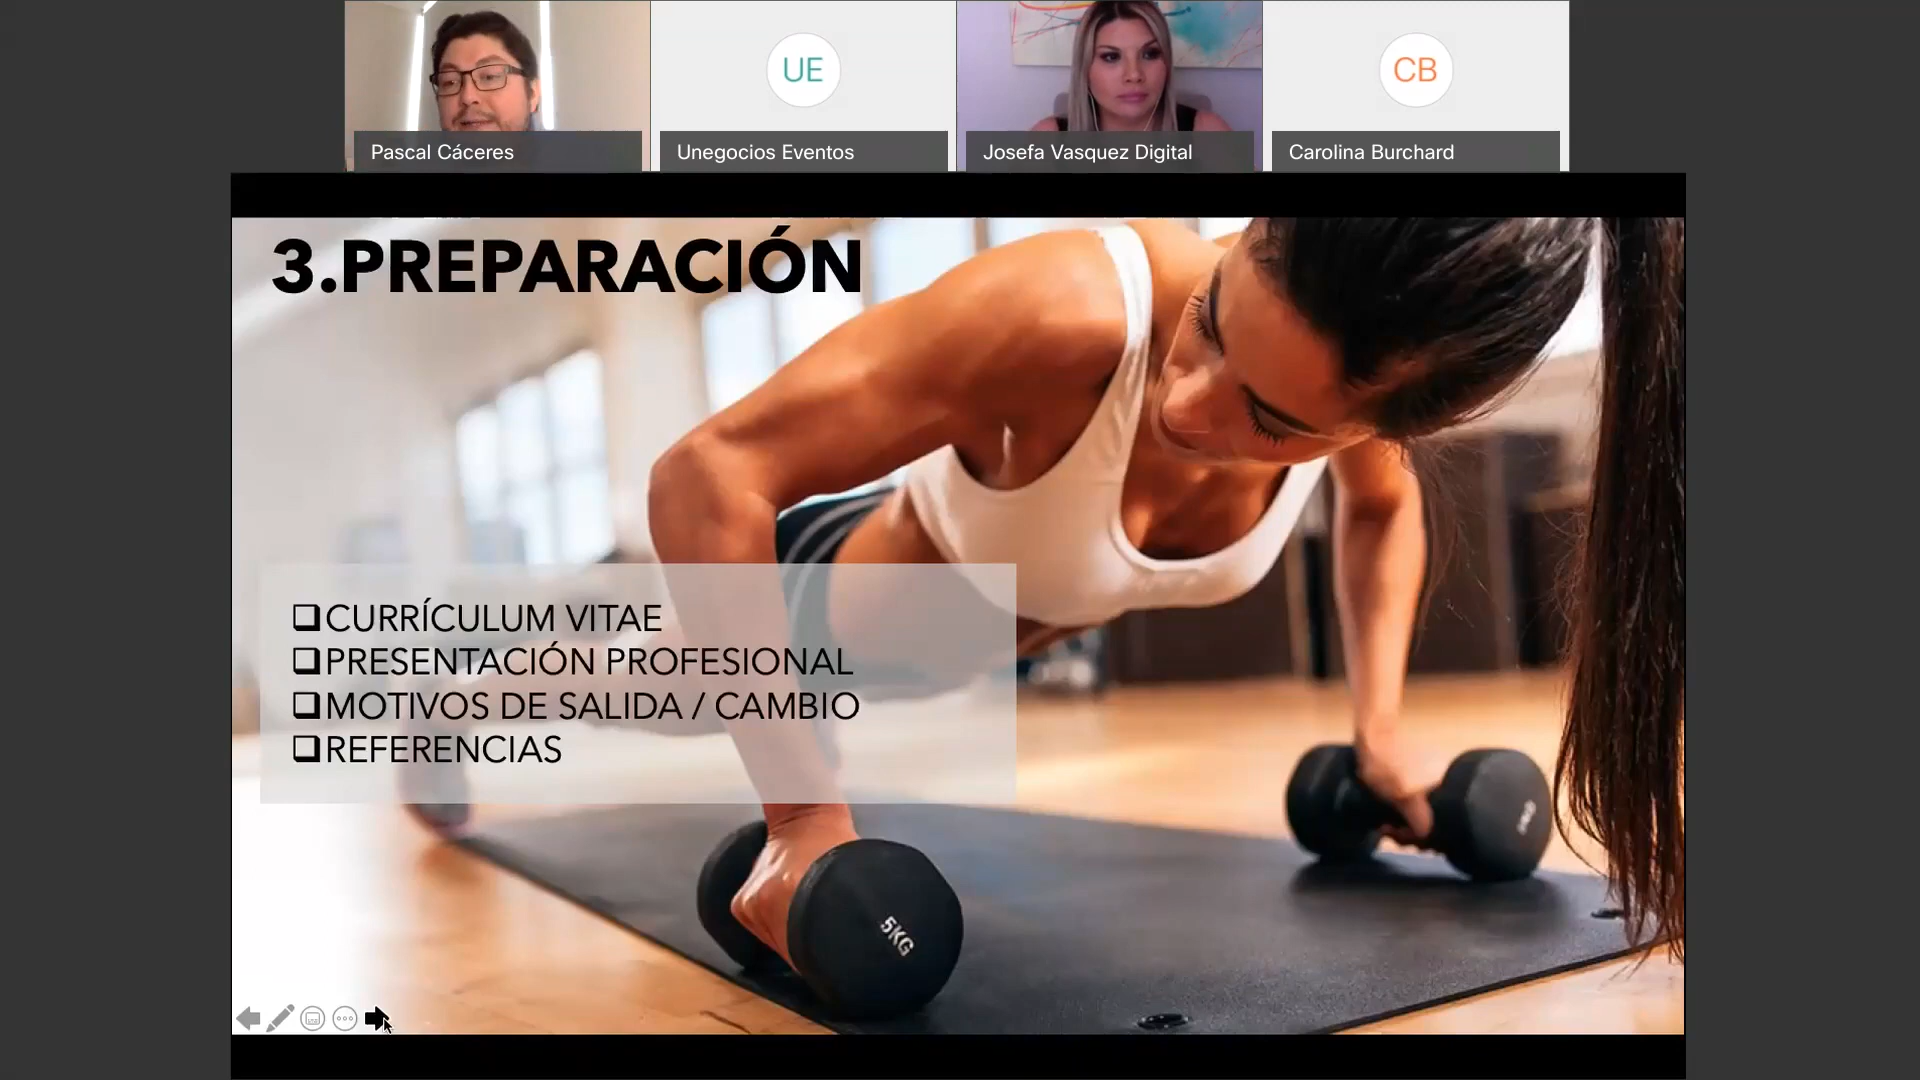 Pascal Cáceres
UE
Unegocios Eventos
Josefa Vasquez Digital
CB
Carolina Burchard
3.PREPARACIÓN
❑CURRÍCULUM VITAE
❑PRESENTACIÓN PROFESIONAL
❑MOTIVOS DE SALIDA / CAMBIO
❑REFERENCIAS
5KG